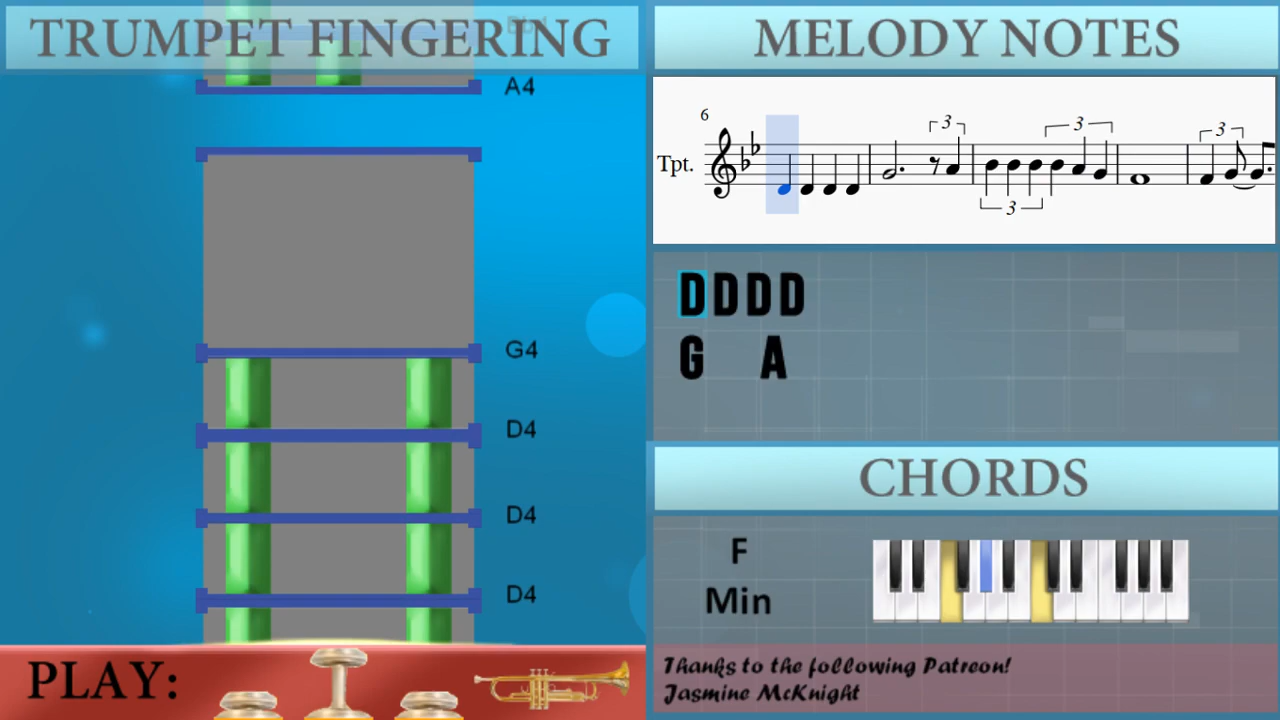 TRUMPET FINGERING
Bb4
A4
G4
D4
D4
D4
PLAY:
MELODY NOTES
6
3
3
3
3
Tpt.
D D D D
G A
CHORDS
F
Min
Thanks to the following Patreon!
Jasmine McKnight